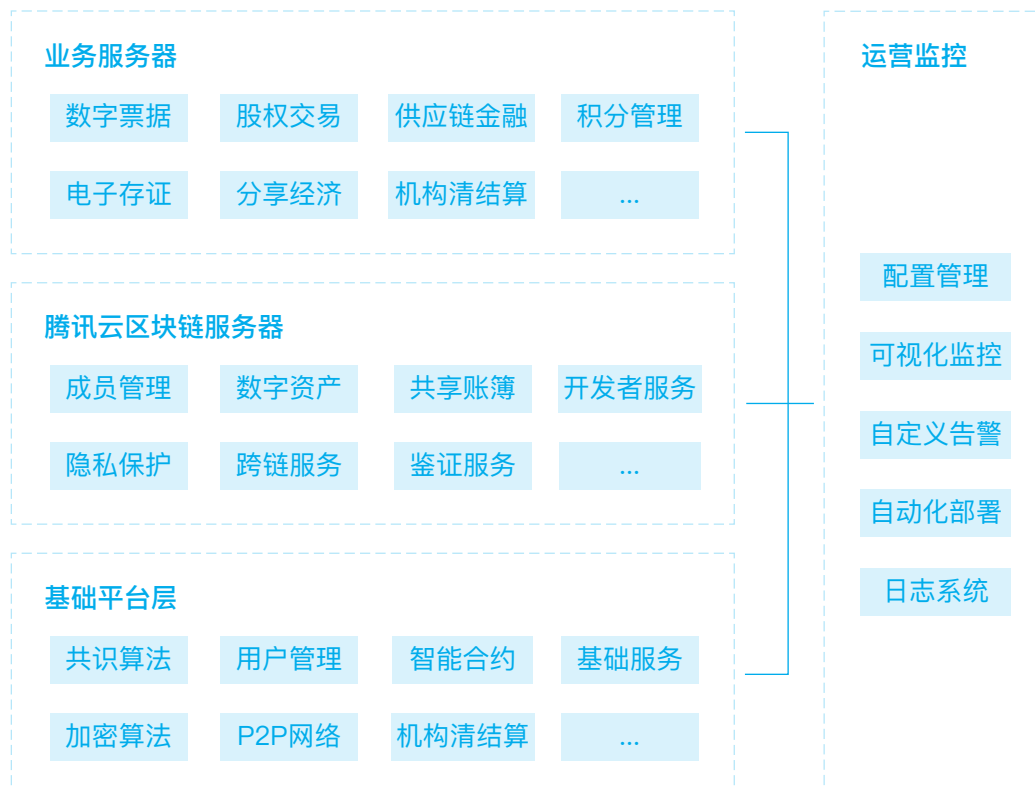 业务服务器
数字票据 股权交易 供应链金融 积分管理
电子存证 分享经济 机构清结算 ...
腾讯云区块链服务器
成员管理 数字资产 共享账簿 开发者服务
隐私保护 跨链服务 鉴证服务 ...
基础平台层
共识算法 用户管理 智能合约 基础服务
加密算法 P2P网络 机构清结算 ...
运营监控
配置管理
可视化监控
自定义告警
自动化部署
日志系统